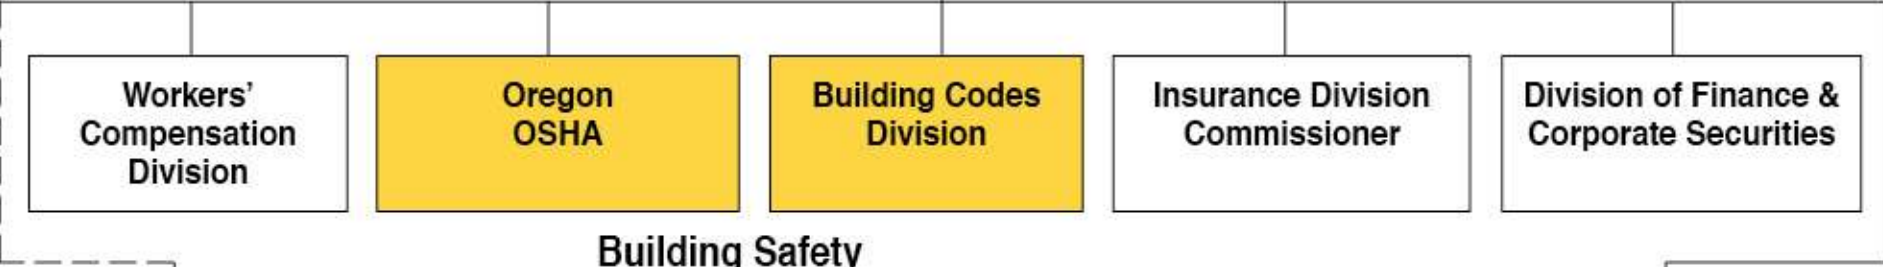 Workers’
Compensation
Division
Oregon
OSHA
Building Codes
Division
Insurance Division
Commissioner
Division of Finance &
Corporate Securities
Building Safety